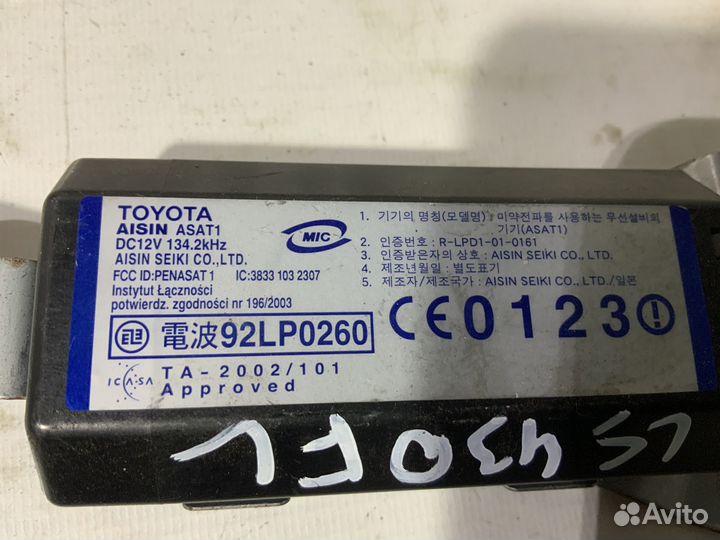 TOYOTA
AISIN ASAT1
DC12V 134.2kHz
AISIN SEIKI CO.,LTD.
FCC ID:PENASAT 1 IC:3833 103 2307
Instytut Łączności
potwierdz. zgodności nr 196/2003
電波92LP0260
ICASA
TA-2002/101
Approved
MIC
1. 기기의 명칭(모델명) : 미약전파를 사용하는 무선설비의
기기(ASAT1)
2. 인증번호 : R-LPD1-01-0161
3. 인증받은자의 상호 : AISIN SEIKI CO.,LTD.
4. 제조년월일 : 별도표기
5. 제조자/제조국가 : AISIN SEIKI CO.,LTD./일본
CE0123
LS
430FL
Avito